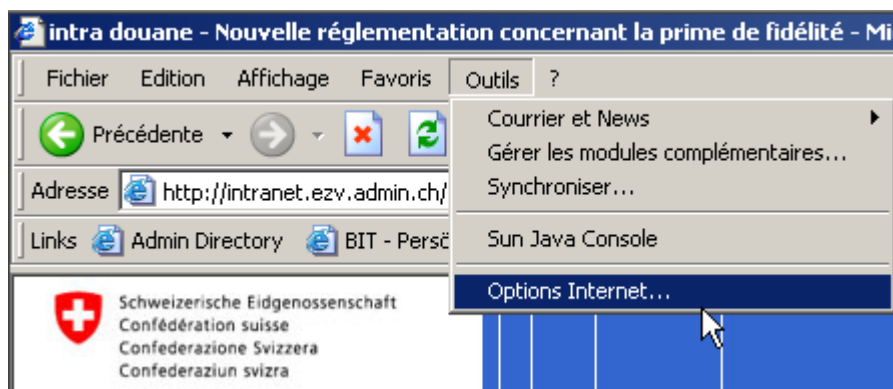 intra douane - Nouvelle réglementation concernant la prime de fidélité - Mi
Fichier Edition Affichage Favoris Outils ?
Précédente
Courrier et News
Gérer les modules complémentaires...
Adresse http://intranet.ezv.admin.ch/
Synchroniser...
Links Admin Directory BIT - Persö
Sun Java Console
Options Internet...
Schweizerische Eidgenossenschaft
Confédération suisse
Confederazione Svizzera
Confederaziun svizra